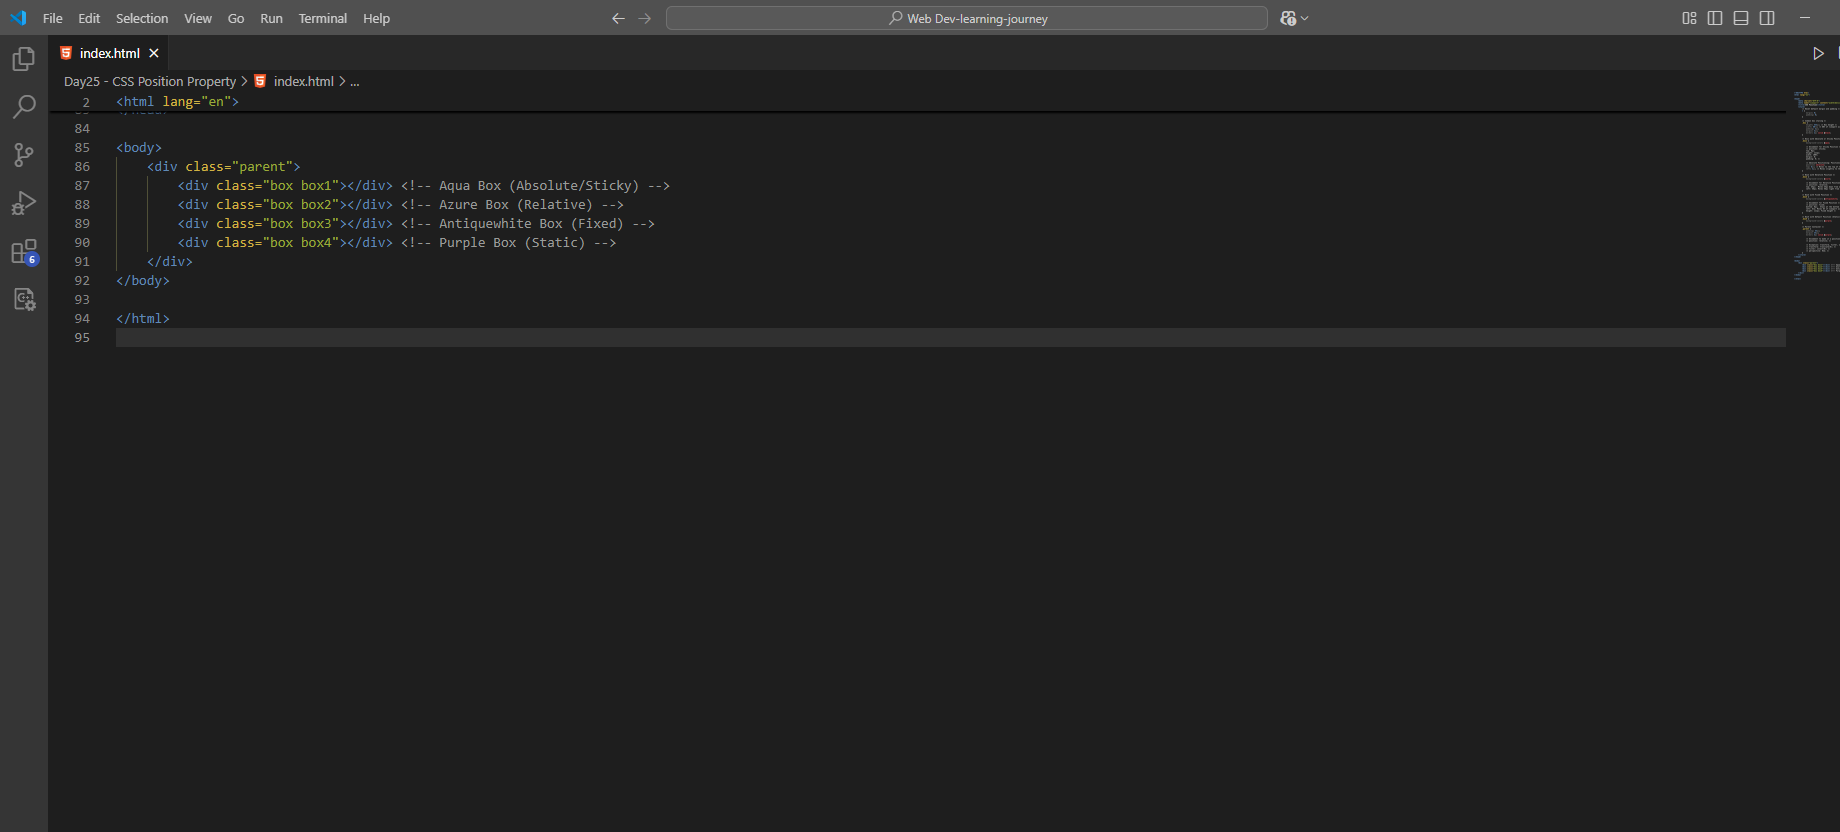 File Edit Selection View Go Run Terminal Help
Web Dev-learning-journey
index.html
Day25 - CSS Position Property > index.html > ...
2 <html lang="en">
84
85 <body>
86 <div class="parent">
87 <div class="box box1"></div> <!-- Aqua Box (Absolute/Sticky) -->
88 <div class="box box2"></div> <!-- Azure Box (Relative) -->
89 <div class="box box3"></div> <!-- Antiquewhite Box (Fixed) -->
90 <div class="box box4"></div> <!-- Purple Box (Static) -->
91 </div>
92 </body>
93
94 </html>
95
6